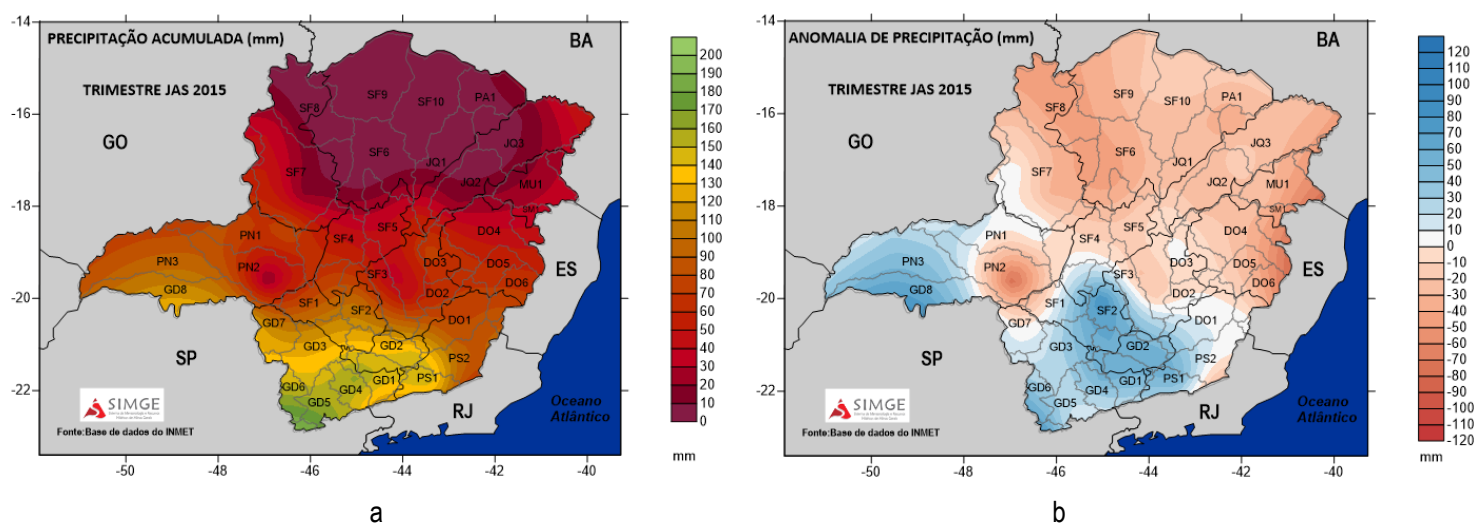 PRECIPITAÇÃO ACUMULADA (mm)
TRIMESTRE JAS 2015
BA
GO
SP
ES
RJ
Oceano
Atlântico
SF8
SF9
SF10
PA1
SF7
SF6
JQ1
JQ3
JQ2
MU1
SM1
PN1
SF4
SF5
DO4
PN3
PN2
SF3
DO3
DO5
GD8
SF1
DO2
DO6
SF2
DO1
GD7
GD3
GD2
PS2
GD6
GD4
GD1
PS1
GD5
SIMGE
Fonte:Base de dados do INMET
-14
-16
-18
-20
-22
-50
-48
-46
-44
-42
-40
200
190
180
170
160
150
140
130
120
110
100
90
80
70
60
50
40
30
20
10
0
mm
a
ANOMALIA DE PRECIPITAÇÃO (mm)
TRIMESTRE JAS 2015
BA
GO
SP
ES
RJ
Oceano
Atlântico
SF8
SF9
SF10
PA1
SF7
SF6
JQ1
JQ3
JQ2
MU1
SM1
PN1
SF4
SF5
DO4
PN3
PN2
SF3
DO3
DO5
GD8
SF1
DO2
DO6
SF2
DO1
GD7
GD3
GD2
PS2
GD6
GD4
GD1
PS1
GD5
SIMGE
Fonte:Base de dados do INMET
-14
-16
-18
-20
-22
-50
-48
-46
-44
-42
-40
120
110
100
90
80
70
60
50
40
30
20
10
0
-10
-20
-30
-40
-50
-60
-70
-80
-90
-100
-110
-120
mm
b